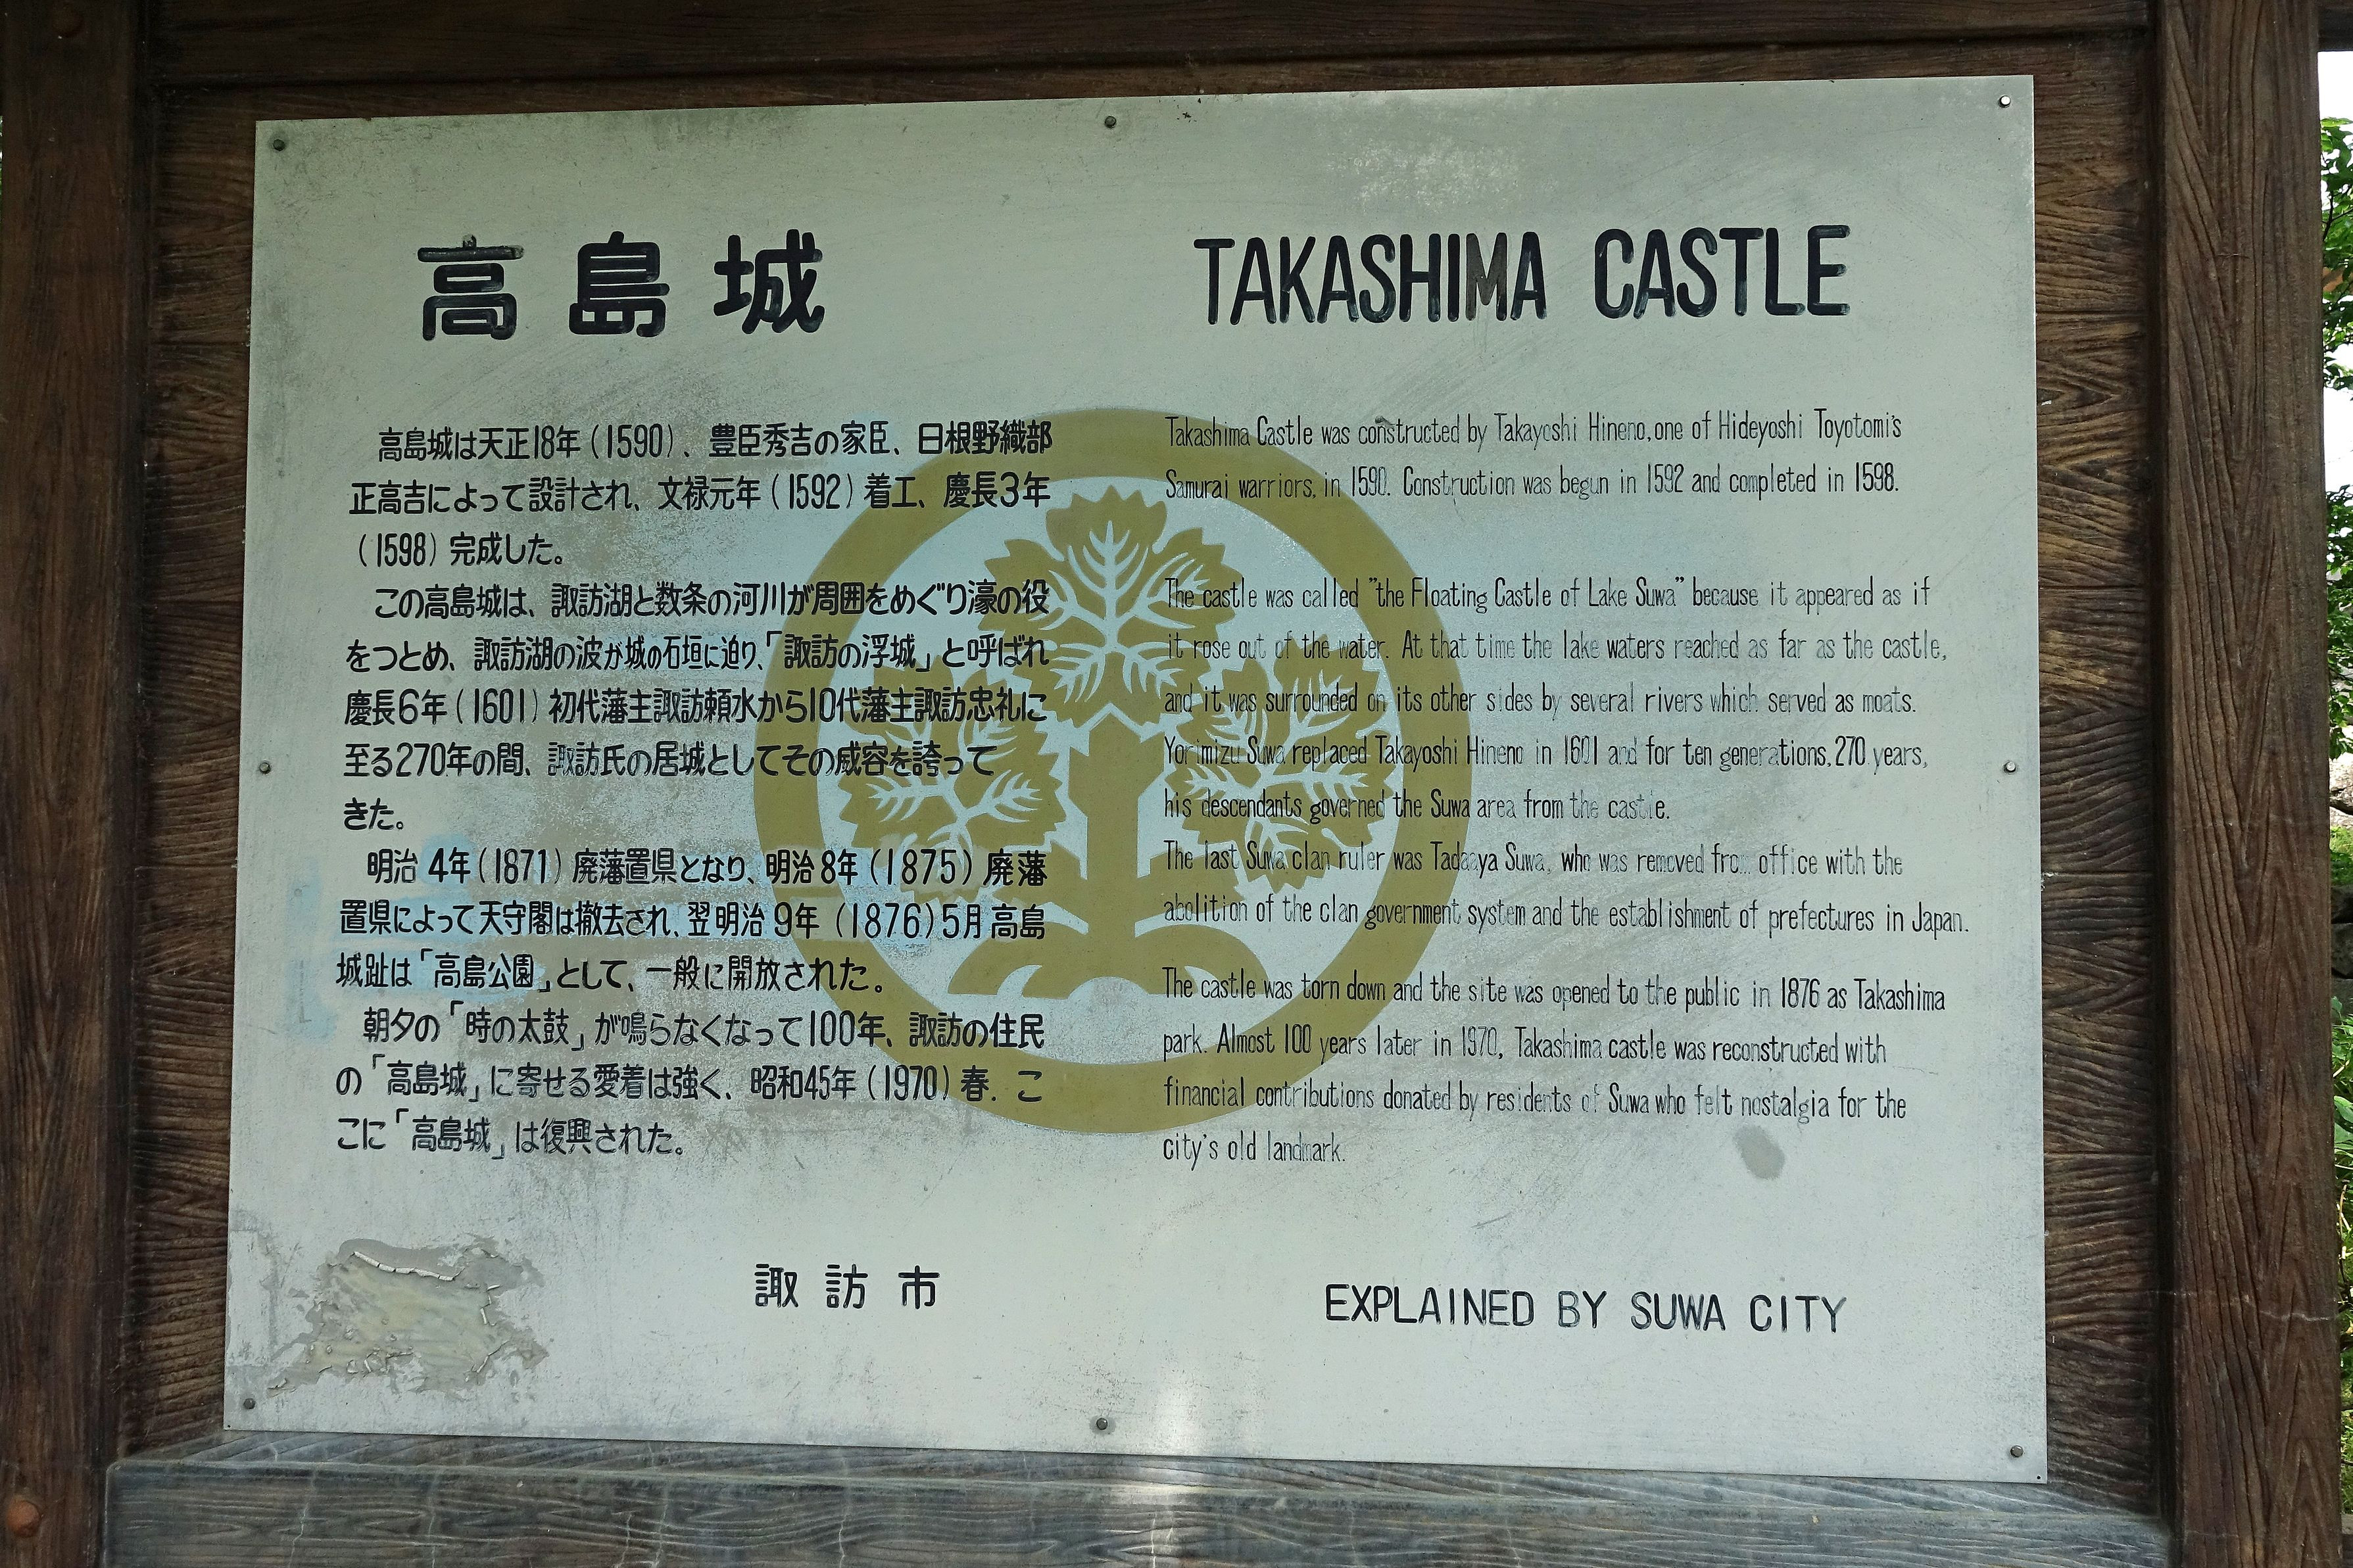 高島城
高島城は天正18年(1590)、豊臣秀吉の家臣、日根野織部
正高吉によって設計され、文禄元年(1592)着工、慶長3年
(1598)完成した。
この高島城は、諏訪湖と数条の河川が周囲をめぐり濠の役
をつとめ、諏訪湖の波が城の石垣に迫り、「諏訪の浮城」と呼ばれ
慶長6年(1601)初代藩主諏訪頼水から10代藩主諏訪忠礼に
至る270年の間、諏訪氏の居城としてその威容を誇って
きた。
明治4年(1871)廃藩置県となり、明治8年(1875)廃藩
置県によって天守閣は撤去され、翌明治9年(1876)5月高島
城趾は「高島公園」として、一般に開放された。
朝夕の「時の太鼓」が鳴らなくなって100年、諏訪の住民
の「高島城」に寄せる愛着は強く、昭和45年(1970)春.こ
こに「高島城」は復興された。
諏訪市
TAKASHIMA CASTLE
Takashima Castle was constructed by Takayoshi Hineno, one of Hideyoshi Toyotomi's
Samurai warriors, in 1590. Construction was begun in 1592 and completed in 1598.
The castle was called "the Floating Castle of Lake Suwa" because it appeared as if
it rose out of the water. At that time the lake waters reached as far as the castle,
and it was surrounded on its other sides by several rivers which served as moats.
Yorimizu Suwa replaced Takayoshi Hineno in 1601 and for ten generations, 270 years,
his descendants governed the Suwa area from the castle.
The last Suwa clan ruler was Tadaaya Suwa, who was removed from office with the
abolition of the clan government system and the establishment of prefectures in Japan.
The castle was torn down and the site was opened to the public in 1876 as Takashima
park. Almost 100 years later in 1970, Takashima castle was reconstructed with
financial contributions donated by residents of Suwa who felt nostalgia for the
city's old landmark.
EXPLAINED BY SUWA CITY